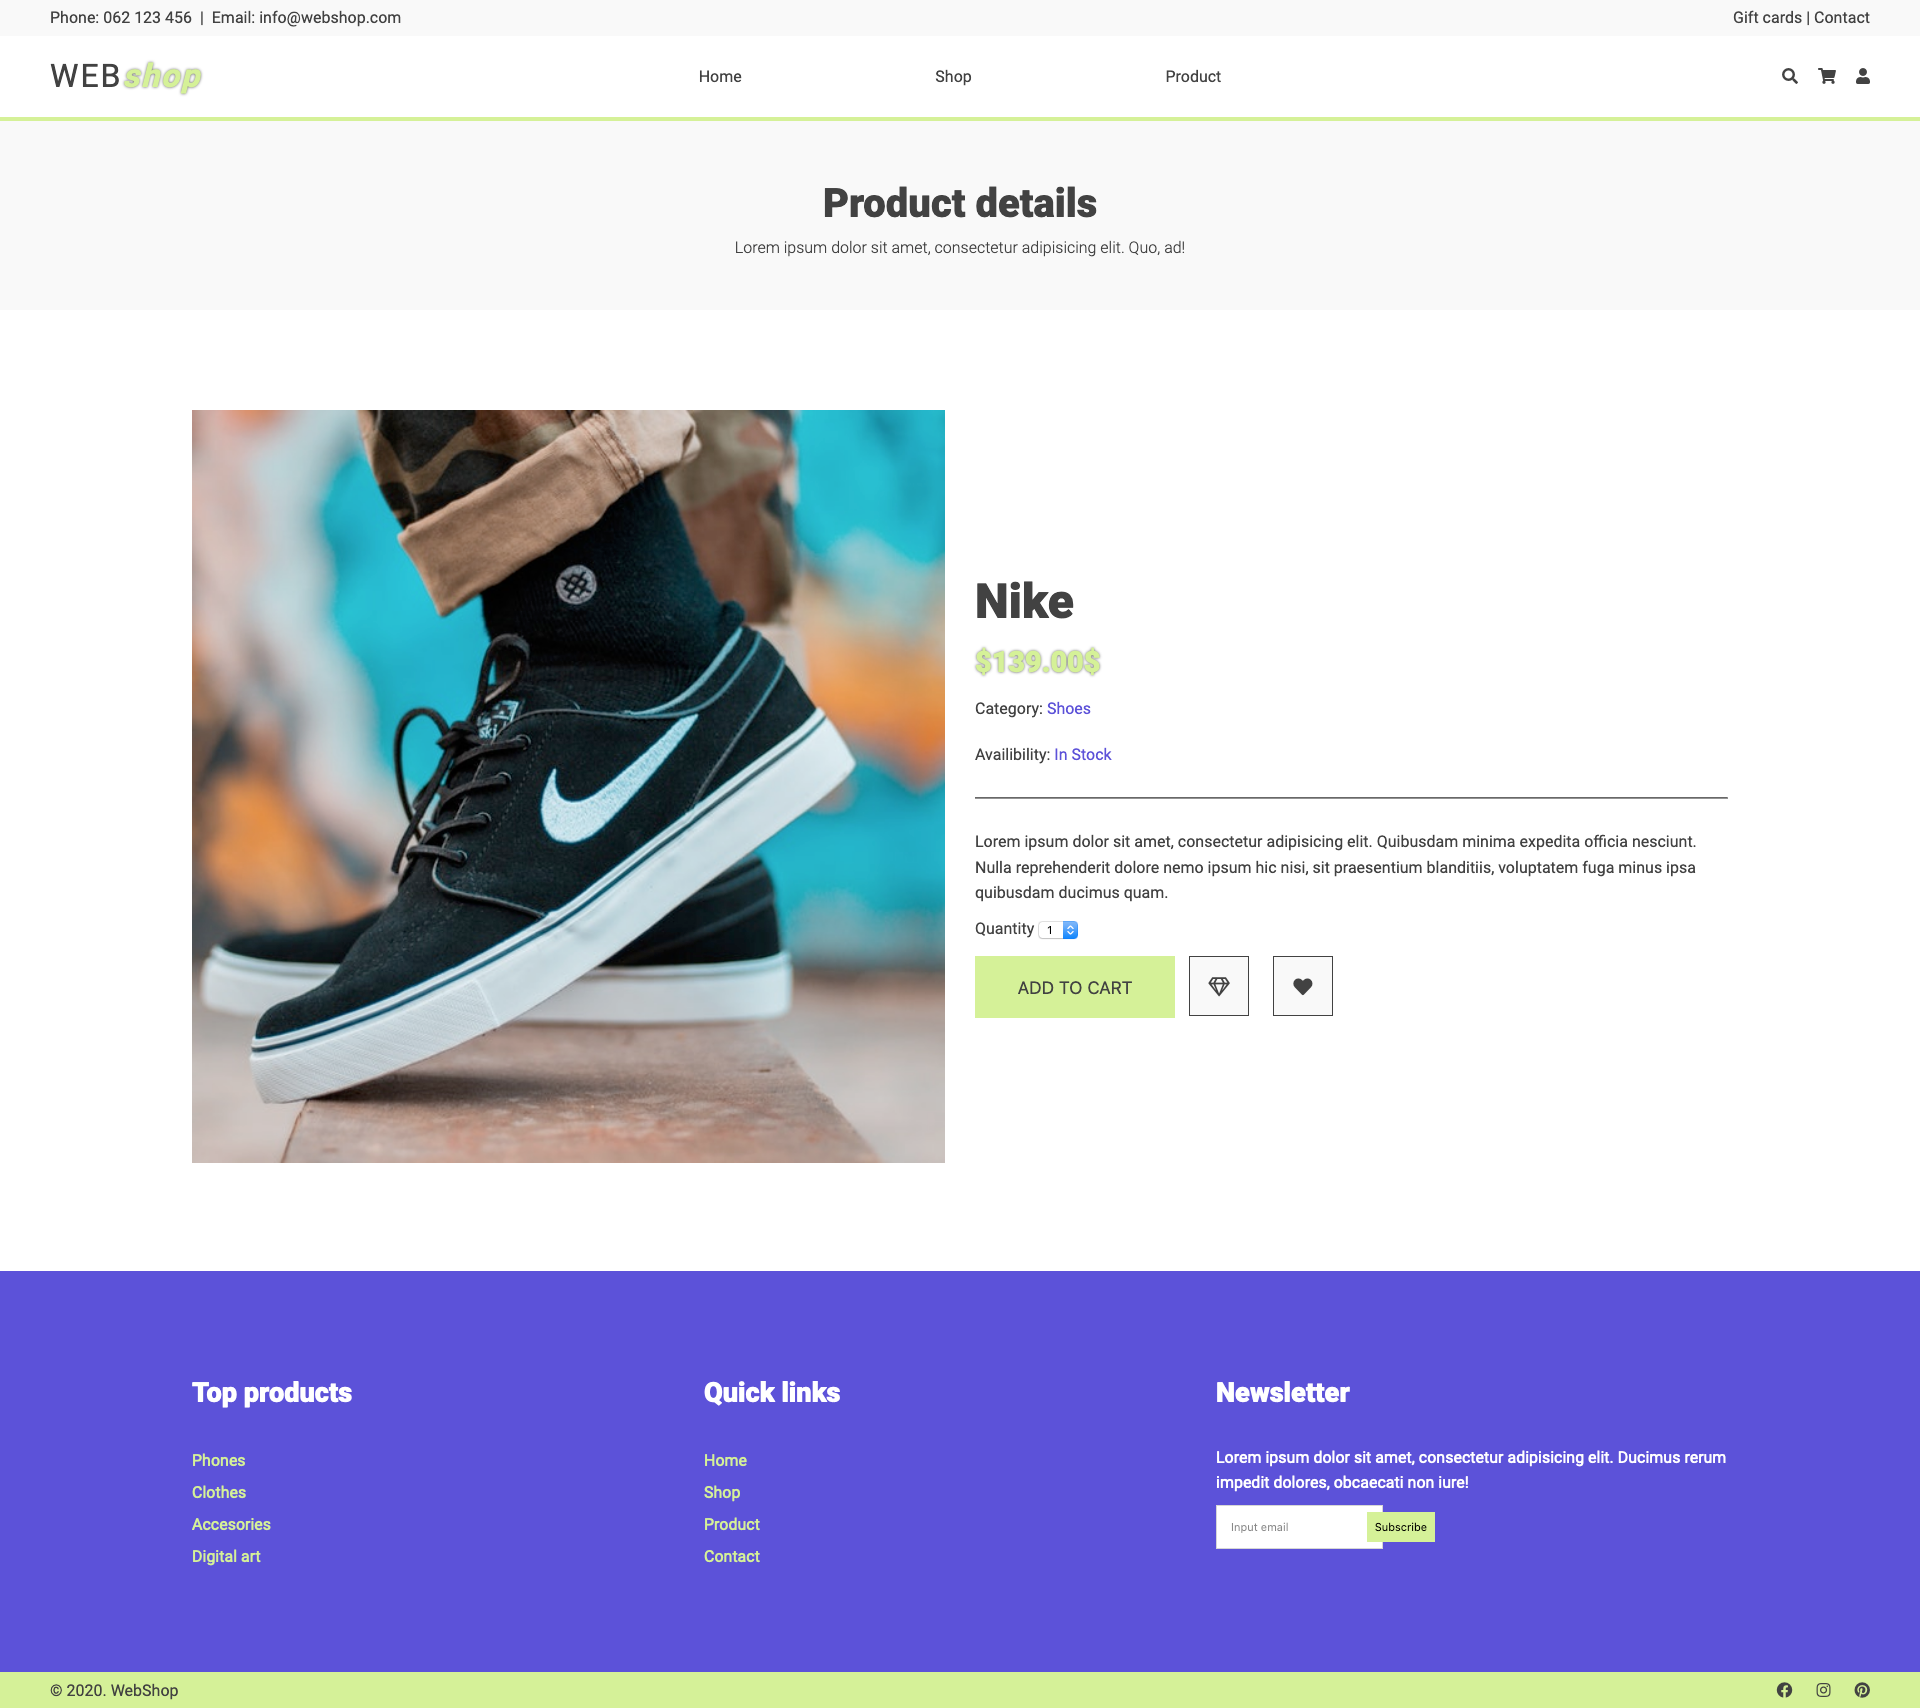 Phone: 062 123 456 | Email: info@webshop.com
Gift cards | Contact
WEBshop
Home
Shop
Product
Product details
Lorem ipsum dolor sit amet, consectetur adipisicing elit. Quo, ad!
Nike
$139.00$
Category: Shoes
Availibility: In Stock
Lorem ipsum dolor sit amet, consectetur adipisicing elit. Quibusdam minima expedita officia nesciunt.
Nulla reprehenderit dolore nemo ipsum hic nisi, sit praesentium blanditiis, voluptatem fuga minus ipsa
quibusdam ducimus quam.
Quantity 1
ADD TO CART
Top products
Phones
Clothes
Accesories
Digital art
Quick links
Home
Shop
Product
Contact
Newsletter
Lorem ipsum dolor sit amet, consectetur adipisicing elit. Ducimus rerum
impedit dolores, obcaecati non iure!
Input email
Subscribe
© 2020. WebShop